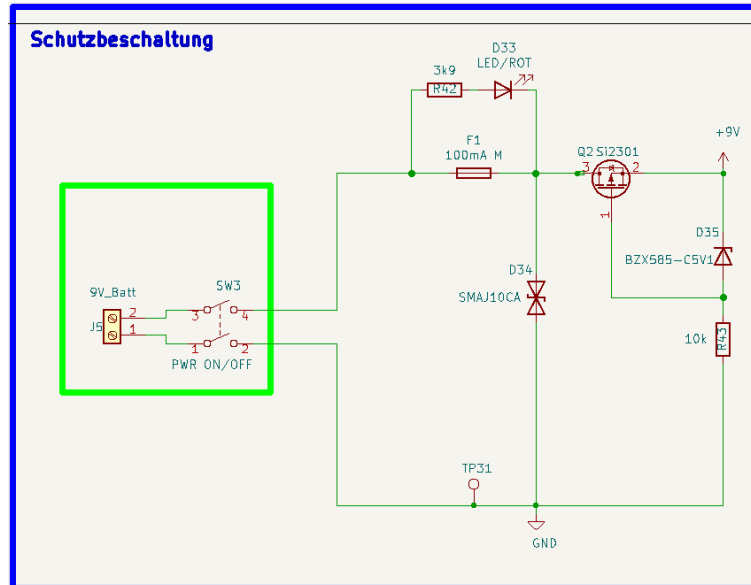 Schutzbeschaltung
D33
LED/ROT
3k9
R42
F1
100mA M
Q2 Si2301
3
2
1
+9V
D35
BZX585-C5V1
D34
SMAJ10CA
9V_Batt
SW3
2
3
4
J5
1
1
2
PWR ON/OFF
10k
R43
TP31
GND